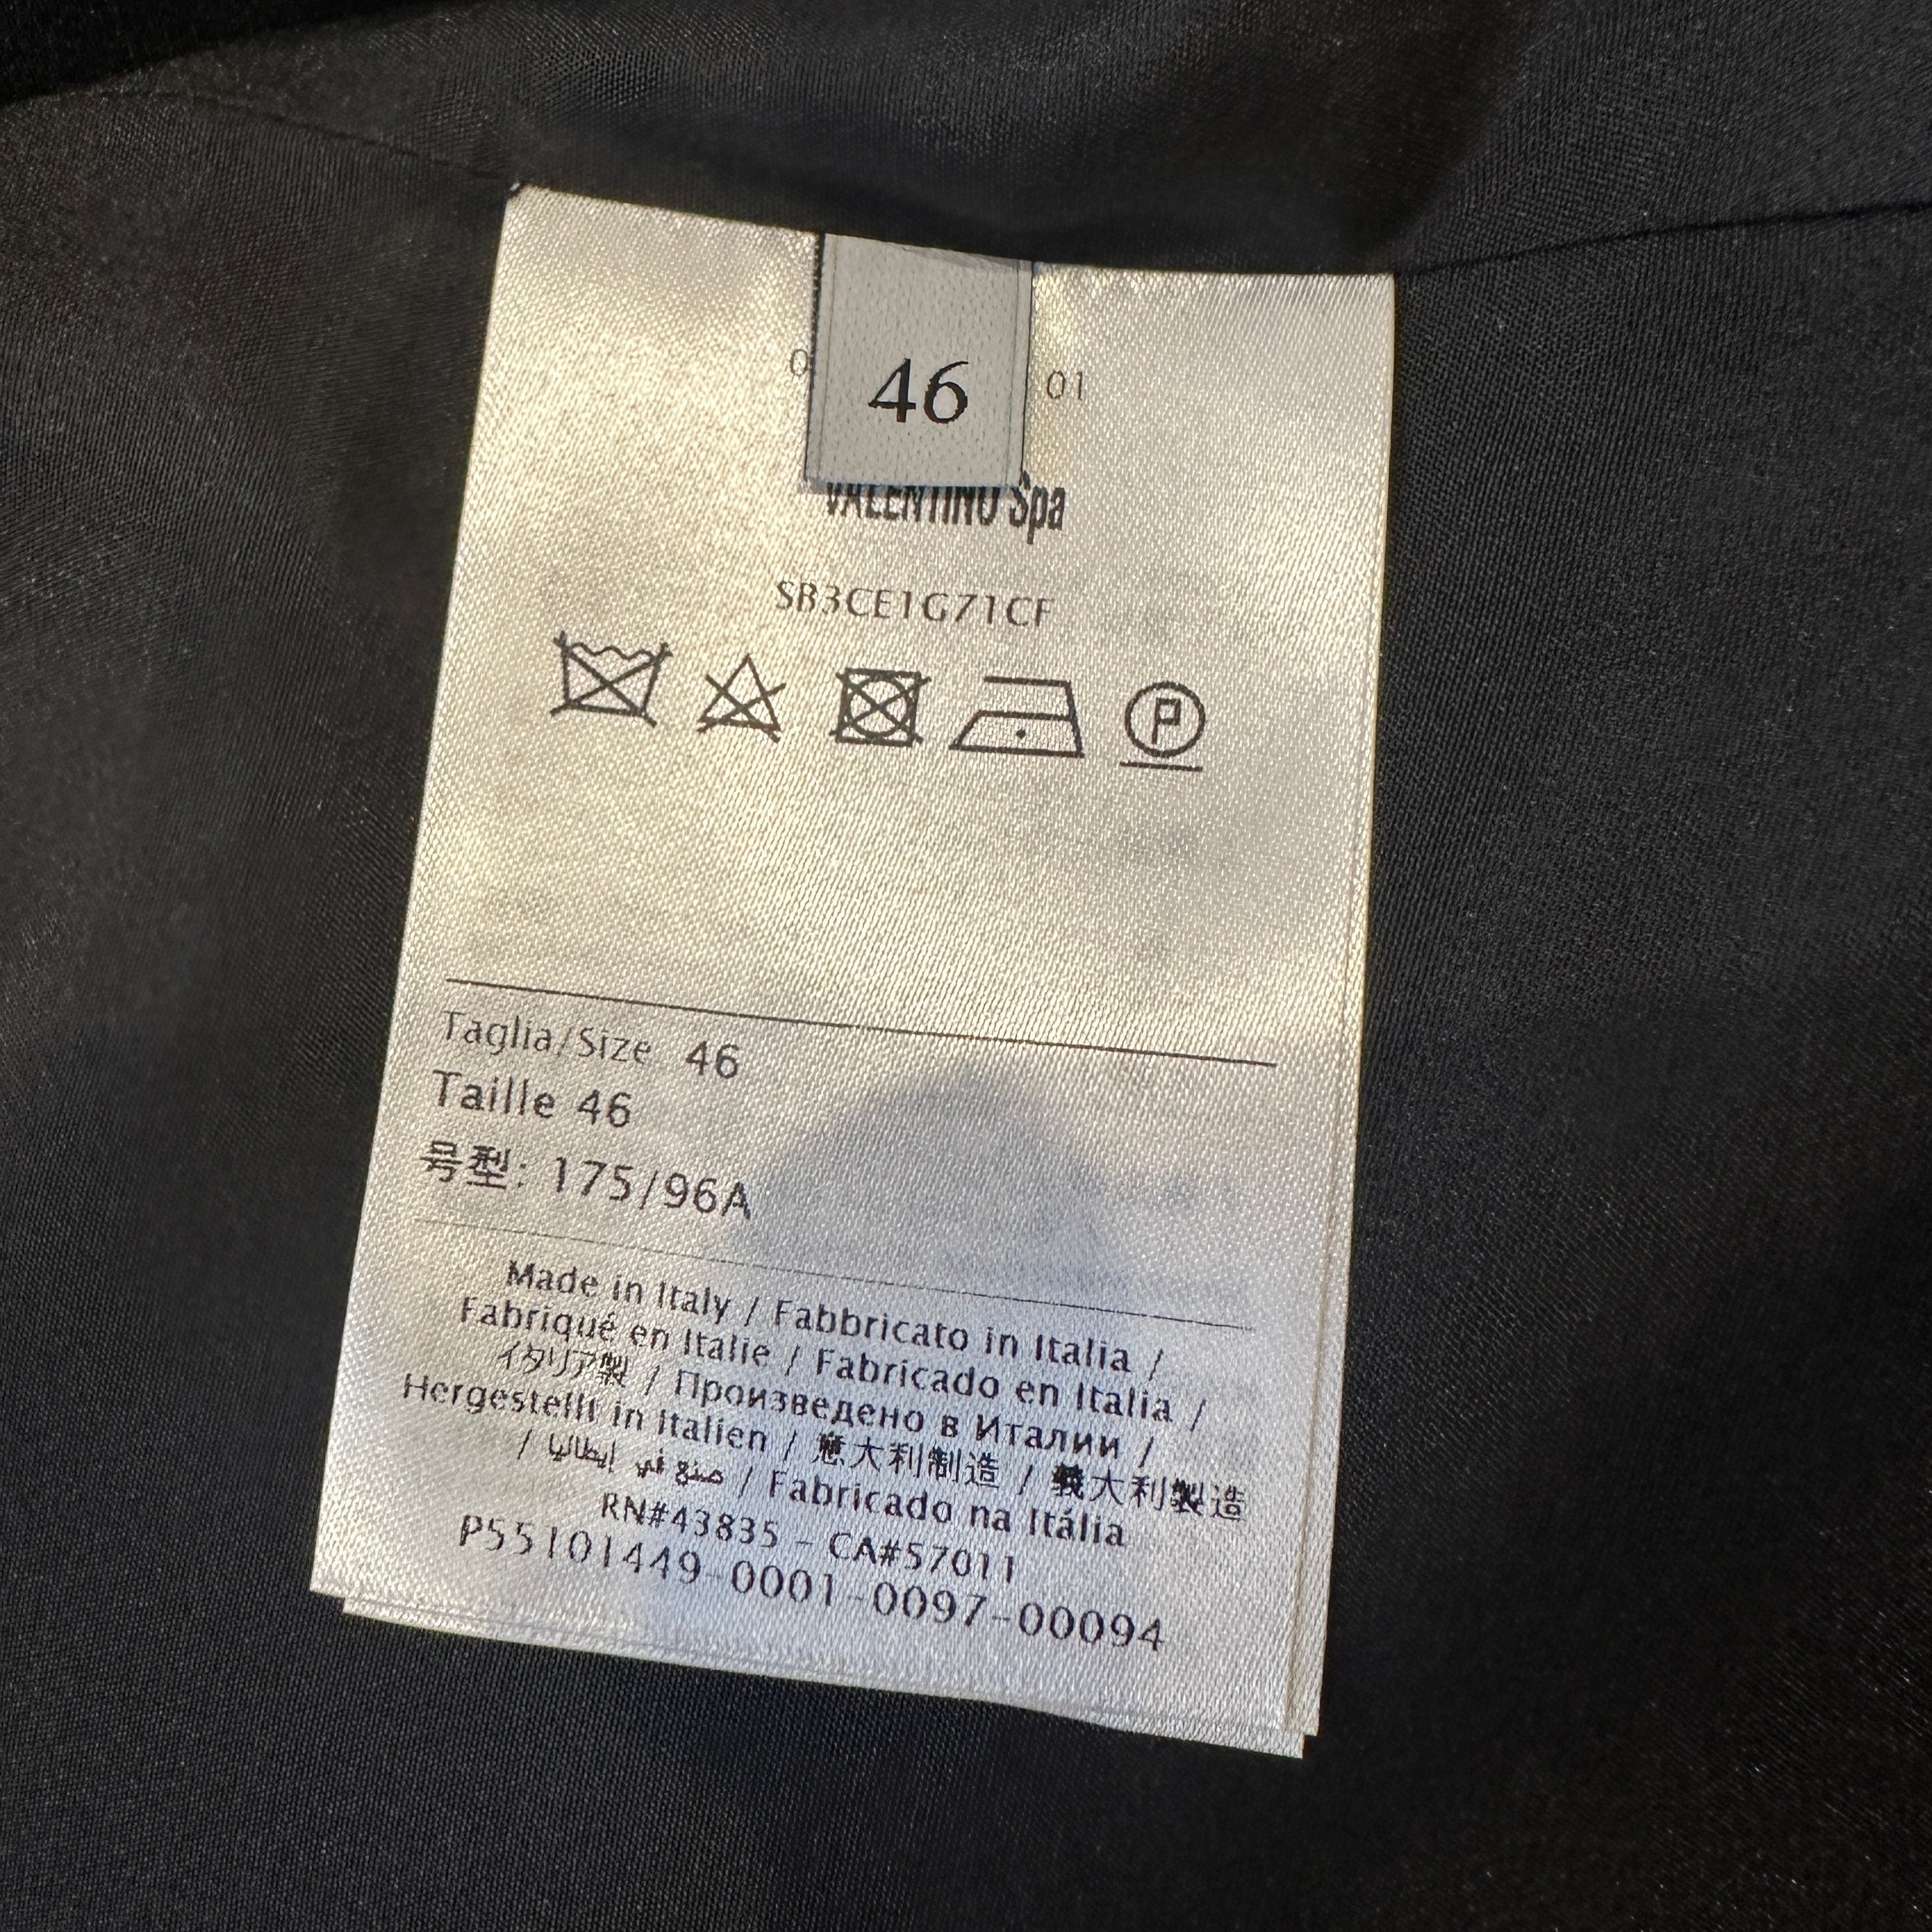 46
0 01
VALENTINO Spa
SB3CE1G71CF
P
Taglia/Size 46
Taille 46
号型: 175/96A
Made in Italy / Fabbricato in Italia /
Fabriqué en Italie / Fabricado en Italia /
イタリア製 / Произведено в Италии /
Hergestellt in Italien / 意大利制造 / 義大利製造
/ صنع في إيطاليا / Fabricado na Itália
RN#43835 - CA#57011
P55101449-0001-0097-00094